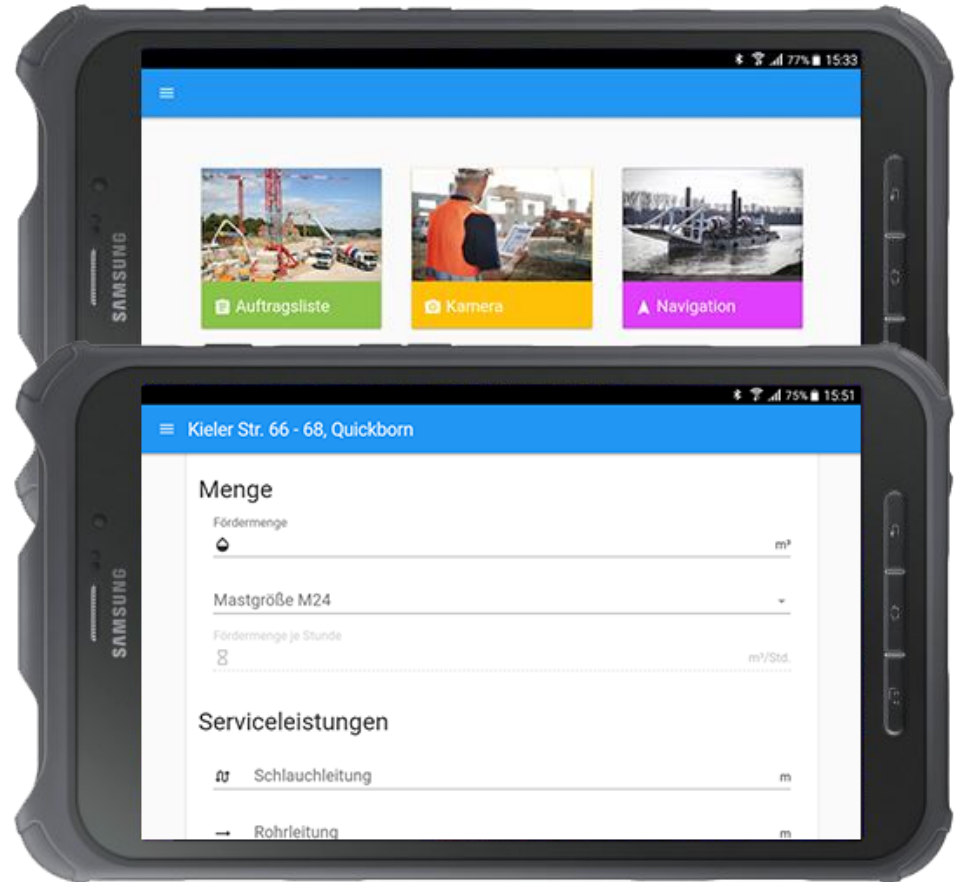 77% 15:33
SAMSUNG
Auftragsliste
Kamera
Navigation
75% 15:51
Kieler Str. 66 - 68, Quickborn
SAMSUNG
Menge
Fördermenge
m³
Mastgröße M24
Fördermenge je Stunde
m³/Std.
Serviceleistungen
Schlauchleitung m
Rohrleitung m